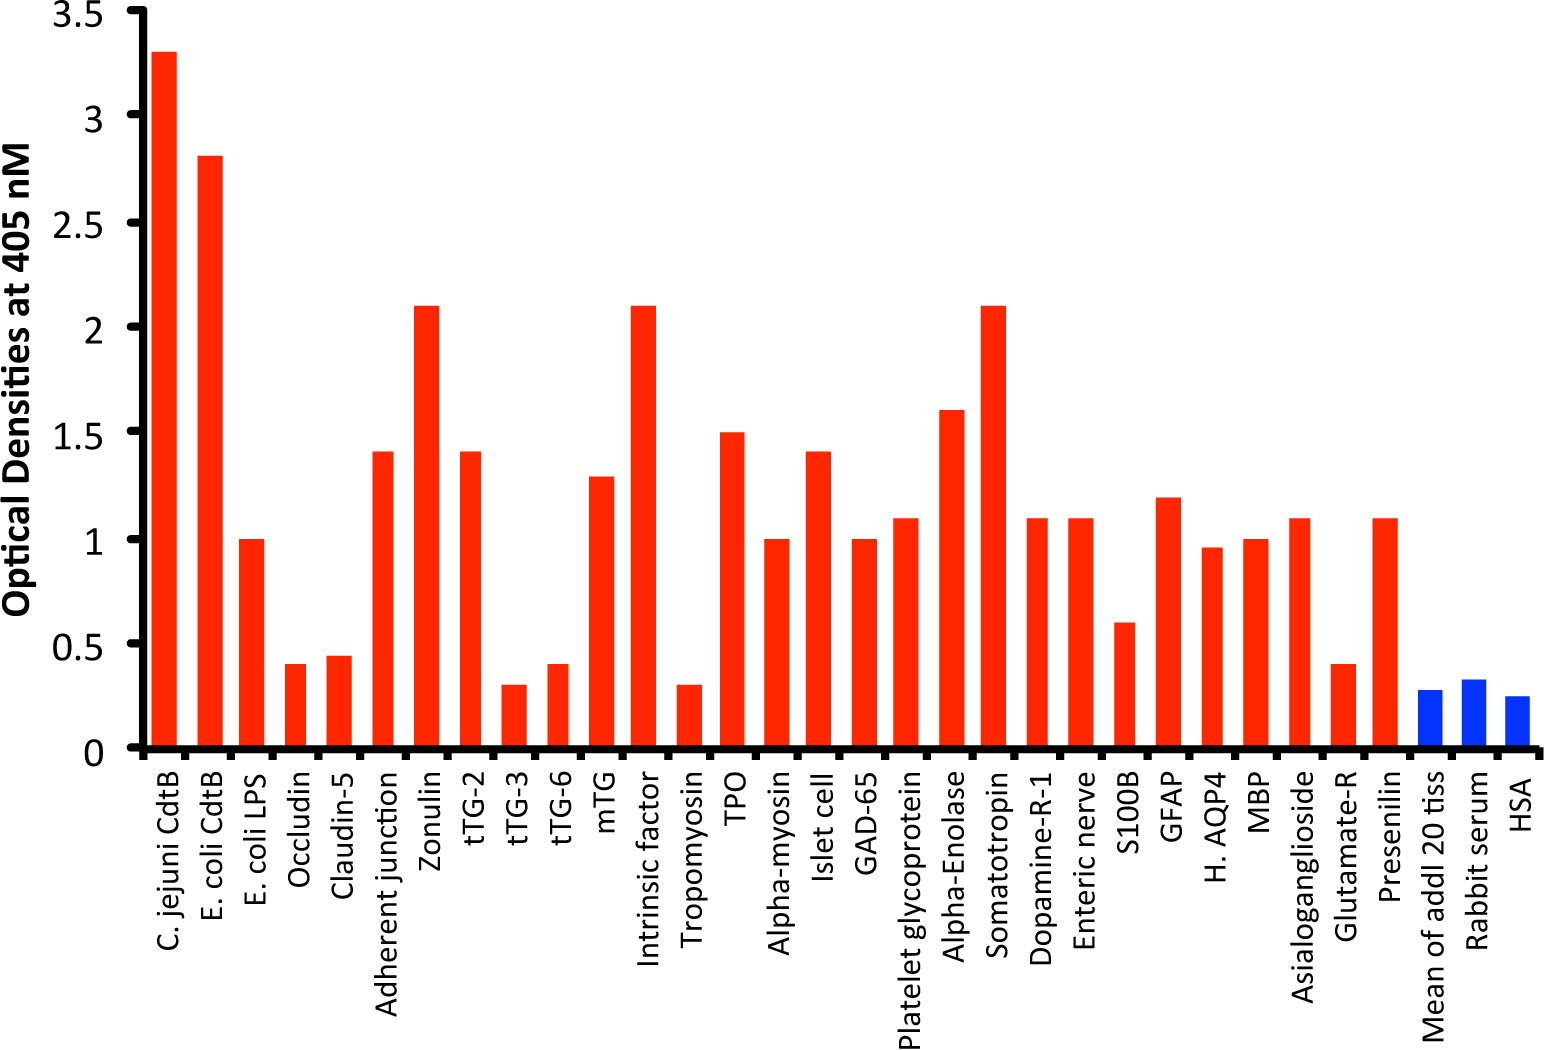 3.5
3
2.5
2
1.5
1
0.5
0
Optical Densities at 405 nM
C. jejuni CdtB
E. coli CdtB
E. coli LPS
Occludin
Claudin-5
Adherent junction
Zonulin
tTG-2
tTG-3
tTG-6
mTG
Intrinsic factor
Tropomyosin
TPO
Alpha-myosin
Islet cell
GAD-65
Platelet glycoprotein
Alpha-Enolase
Somatotropin
Dopamine-R-1
Enteric nerve
S100B
GFAP
H. AQP4
MBP
Asialoganglioside
Glutamate-R
Presenilin
Mean of addl 20 tiss
Rabbit serum
HSA